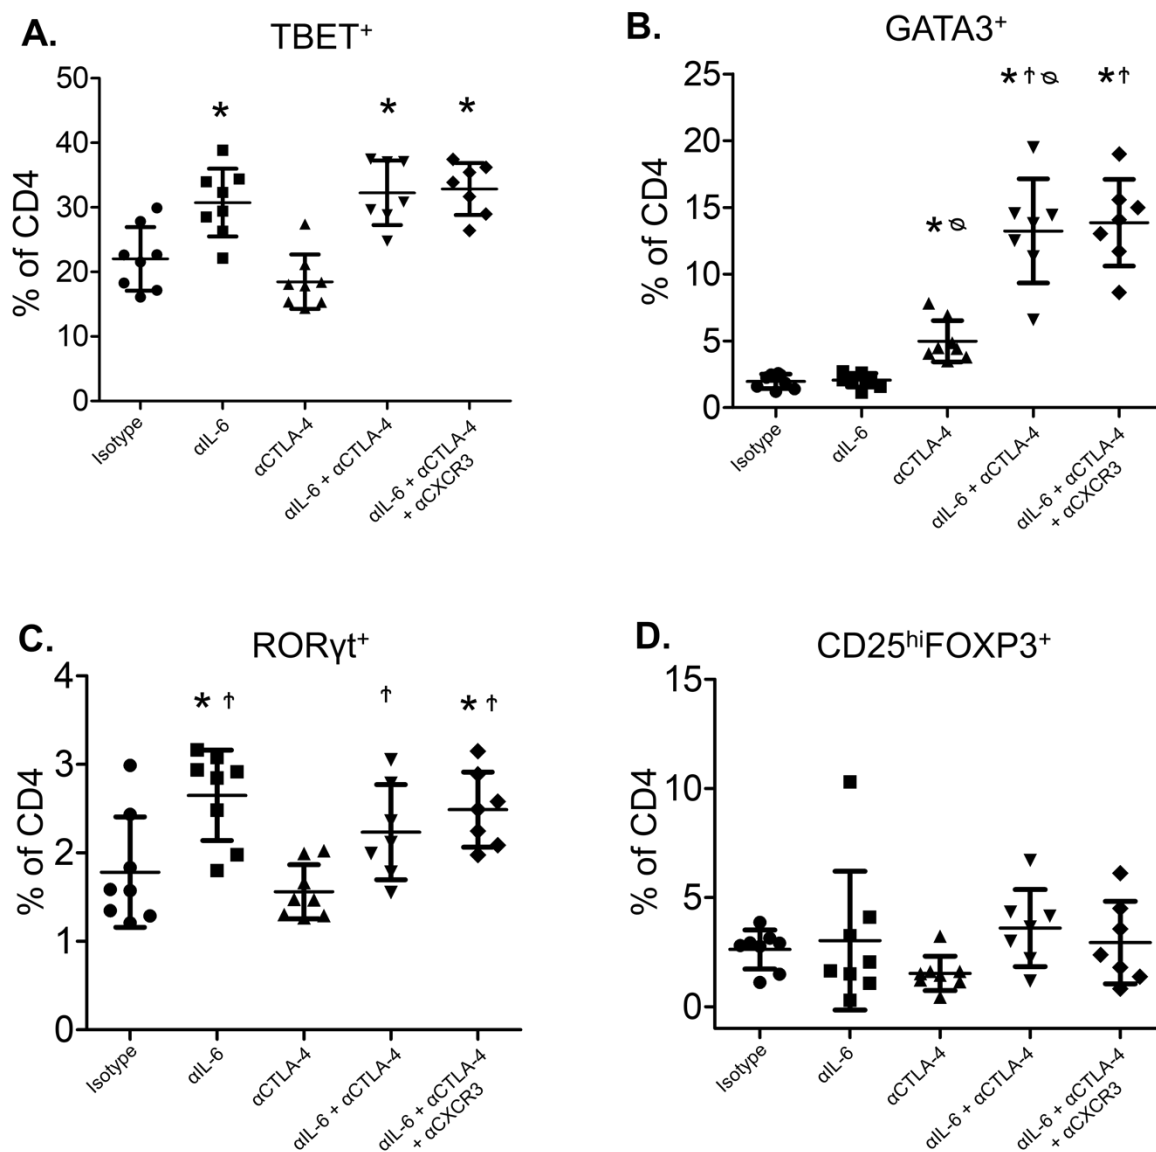 A.
TBET⁺
% of CD4
50
40
30
20
10
0
*
*
*
Isotype
αIL-6
αCTLA-4
αIL-6 + αCTLA-4
αIL-6 + αCTLA-4
+ αCXCR3
B.
GATA3⁺
% of CD4
25
20
15
10
5
0
* ⌀
* † ⌀
* †
Isotype
αIL-6
αCTLA-4
αIL-6 + αCTLA-4
αIL-6 + αCTLA-4
+ αCXCR3
C.
RORγt⁺
% of CD4
4
3
2
1
0
* †
†
* †
Isotype
αIL-6
αCTLA-4
αIL-6 + αCTLA-4
αIL-6 + αCTLA-4
+ αCXCR3
D.
CD25ʰⁱFOXP3⁺
% of CD4
15
10
5
0
Isotype
αIL-6
αCTLA-4
αIL-6 + αCTLA-4
αIL-6 + αCTLA-4
+ αCXCR3